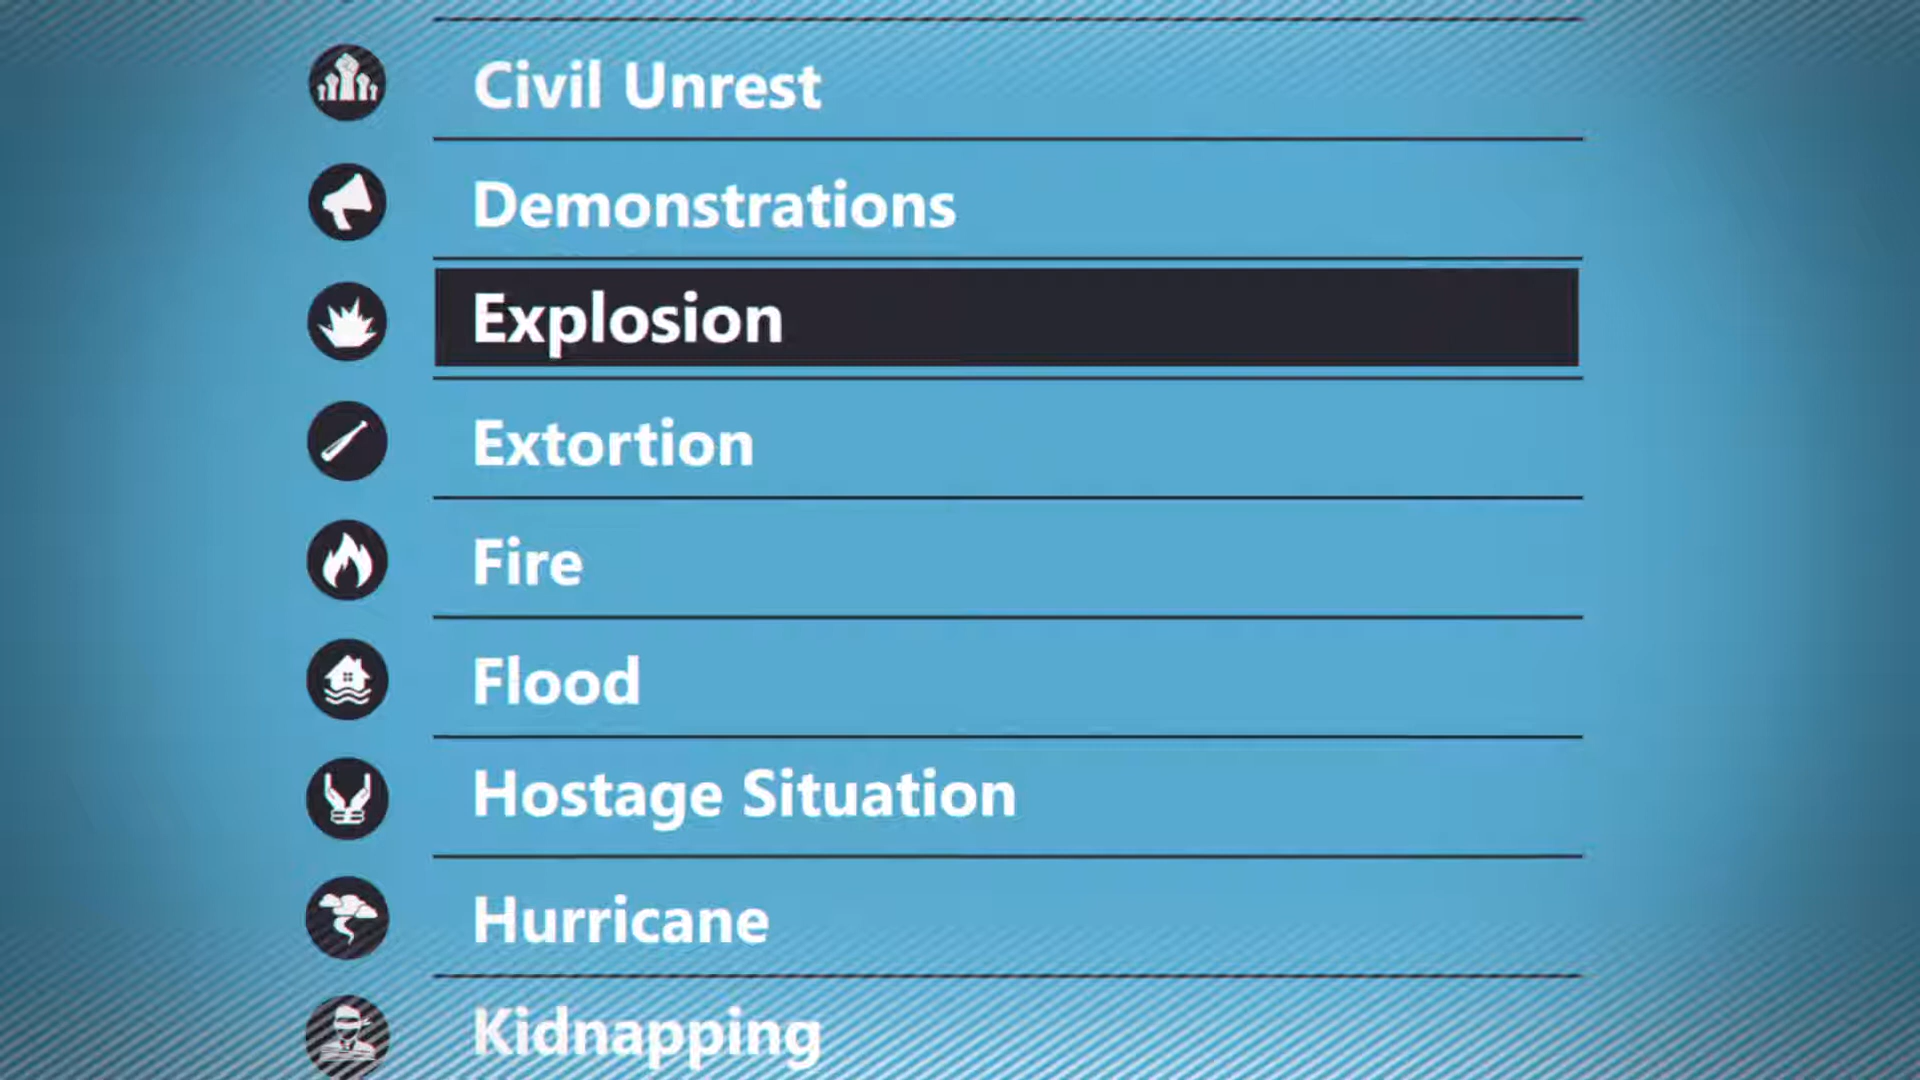 Civil Unrest
Demonstrations
Explosion
Extortion
Fire
Flood
Hostage Situation
Hurricane
Kidnapping